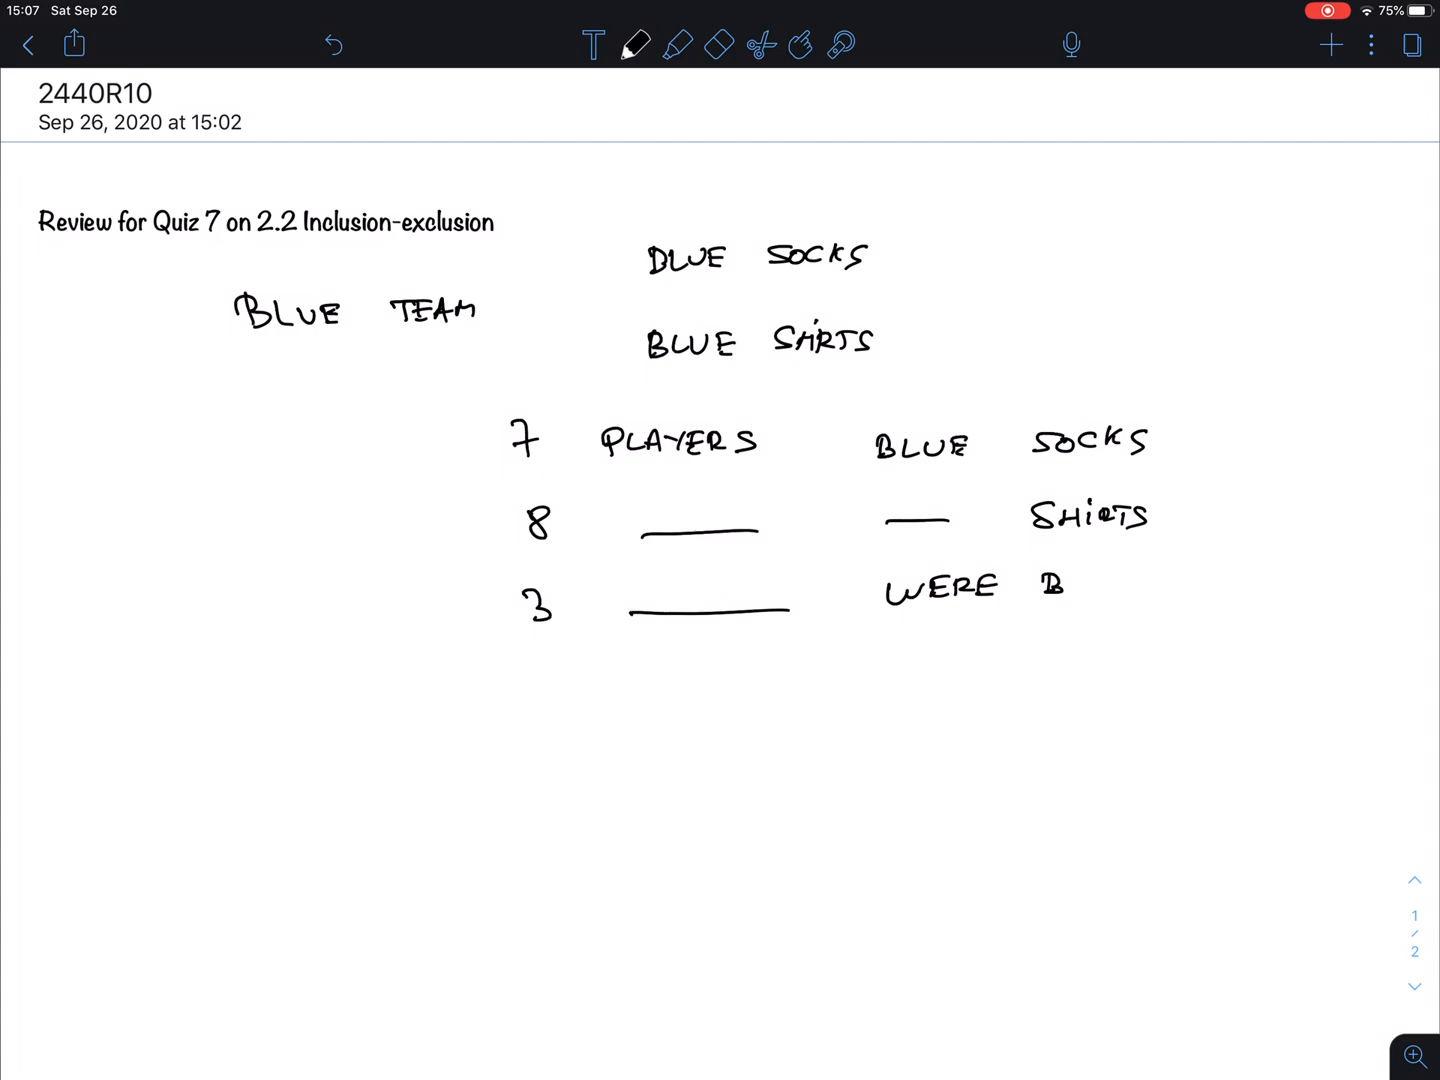 15:07 Sat Sep 26 75%
2440R10
Sep 26, 2020 at 15:02
Review for Quiz 7 on 2.2 Inclusion-exclusion
BLUE SOCKS
BLUE TEAM
BLUE SHIRTS
7 PLAYERS BLUE SOCKS
8 —— — SHIRTS
3 —— WERE B
1
/
2